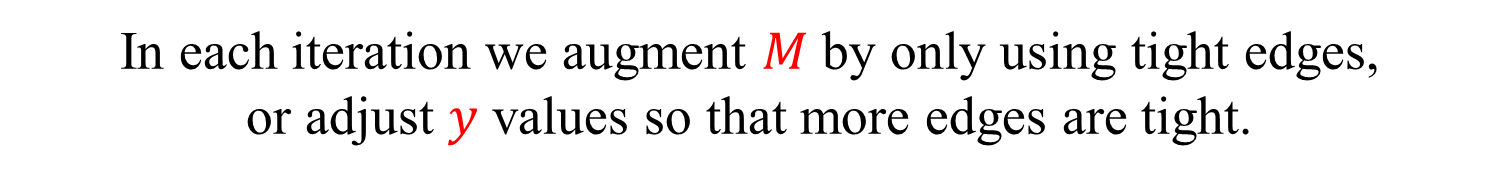 In each iteration we augment M by only using tight edges,
or adjust y values so that more edges are tight.